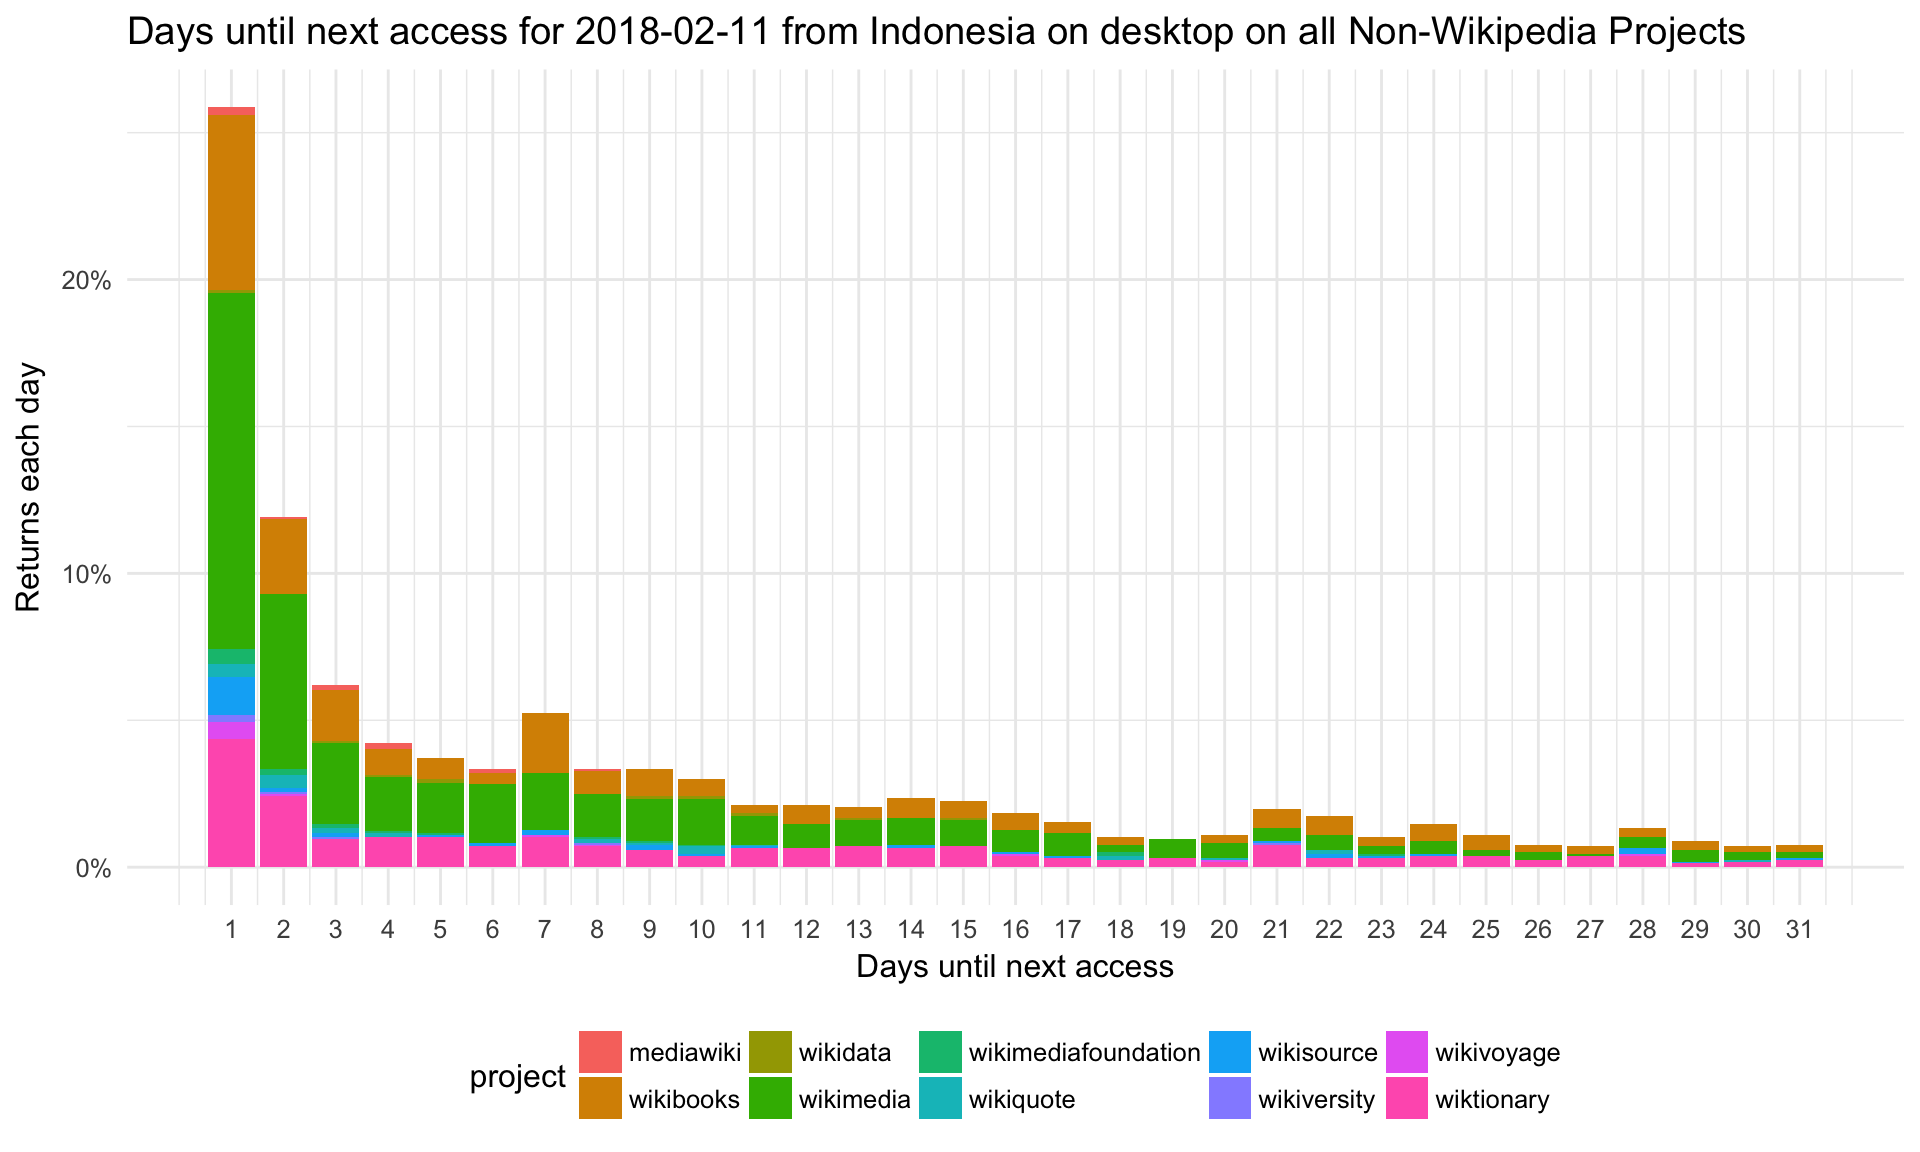 Days until next access for 2018-02-11 from Indonesia on desktop on all Non-Wikipedia Projects
Returns each day
20%
10%
0%
1 2 3 4 5 6 7 8 9 10 11 12 13 14 15 16 17 18 19 20 21 22 23 24 25 26 27 28 29 30 31
Days until next access
project
mediawiki wikidata wikimediafoundation wikisource wikivoyage
wikibooks wikimedia wikiquote wikiversity wiktionary